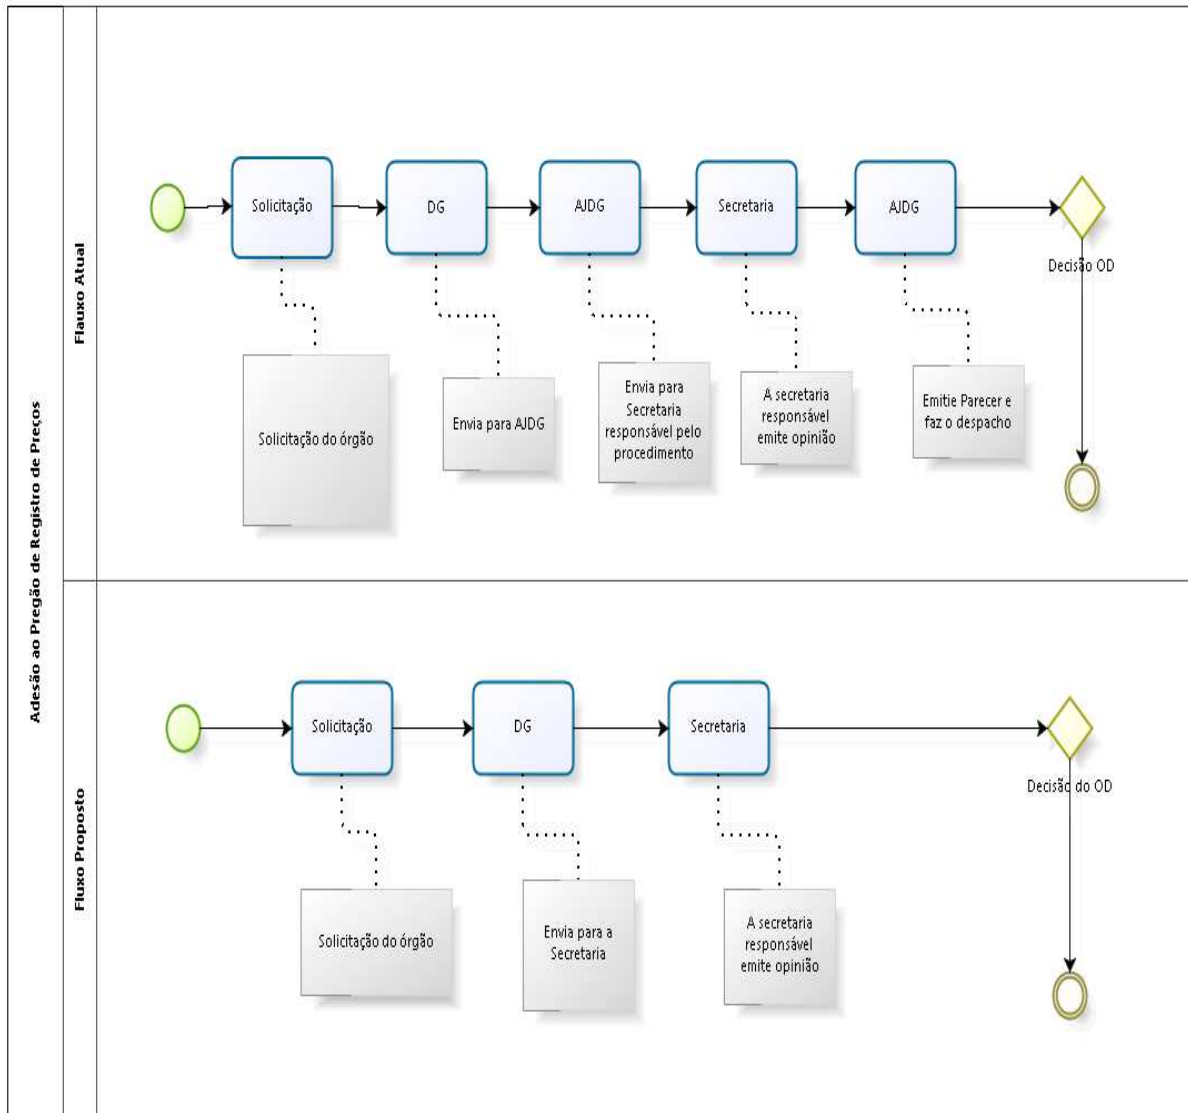 Adesão ao Pregão de Registro de Preços
Flauxo Atual
Solicitação
DG
AJDG
Secretaria
AJDG
Decisão OD
Solicitação do órgão
Envia para AJDG
Envia para
Secretaria
responsável pelo
procedimento
A secretaria
responsável
emite opinião
Emitie Parecer e
faz o despacho
Fluxo Proposto
Solicitação
DG
Secretaria
Decisão do OD
Solicitação do órgão
Envia para a
Secretaria
A secretaria
responsável
emite opinião